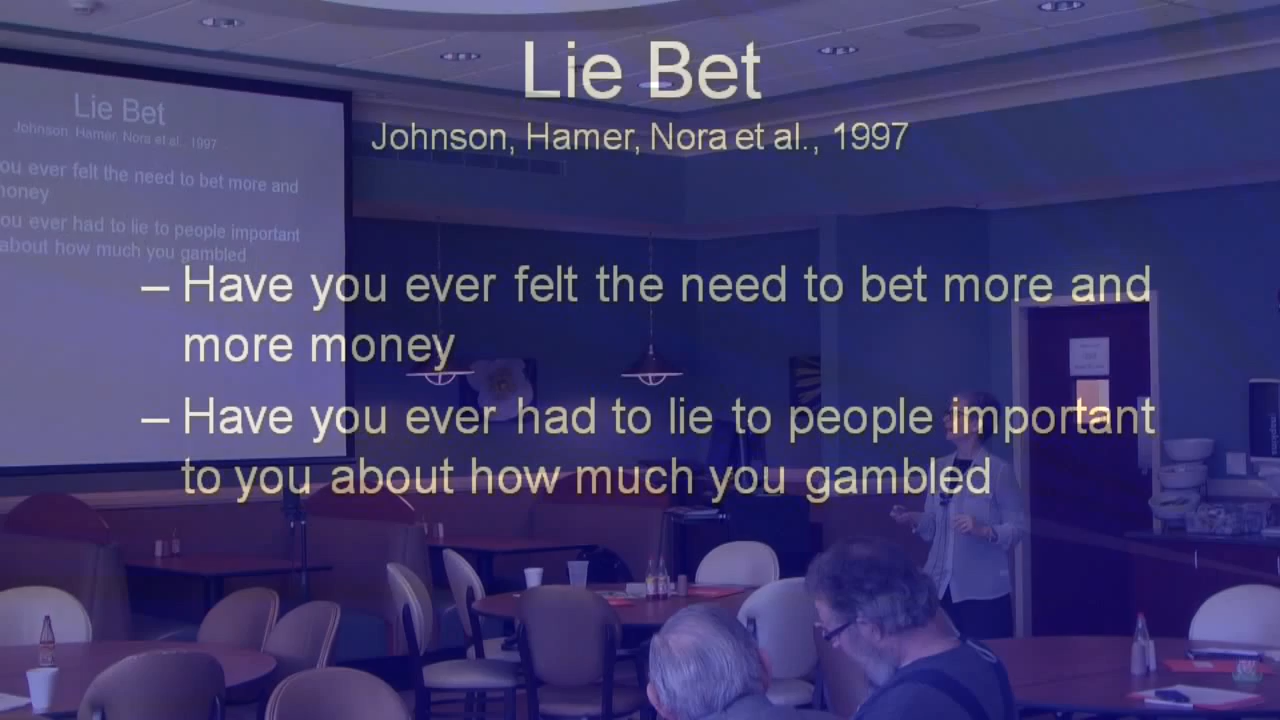 Lie Bet
Johnson, Hamer, Nora et al., 1997
– Have you ever felt the need to bet more and
more money
– Have you ever had to lie to people important
to you about how much you gambled
Lie Bet
Johnson, Hamer, Nora et al., 1997
you ever felt the need to bet more and
money
you ever had to lie to people important
about how much you gambled